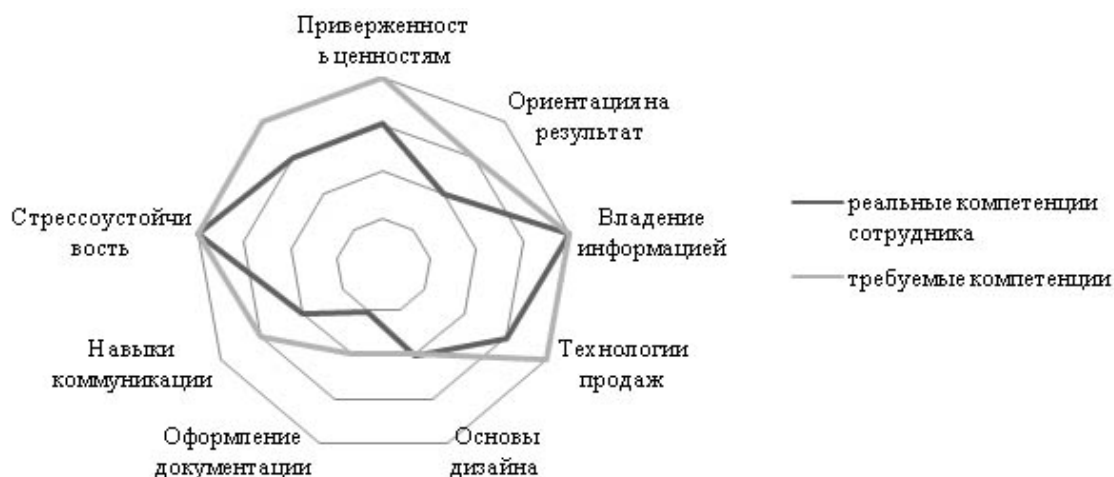 Приверженност
ь ценностям
Ориентация на
результат
Владение
информацией
Технологии
продаж
Основы
дизайна
Оформление
документации
Навыки
коммуникации
Стрессоустойчи
вость
реальные компетенции
сотрудника
требуемые компетенции